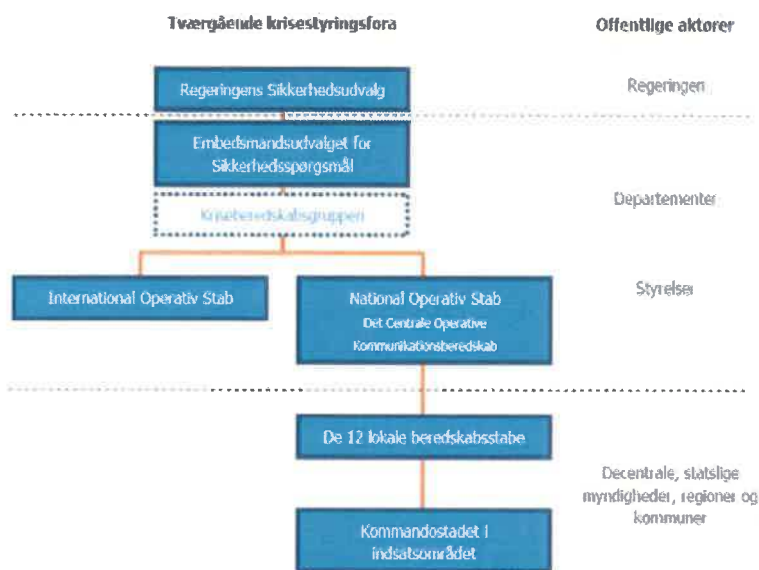 Tværgående krisestyringsfora
Offentlige aktører
Regeringens Sikkerhedsudvalg
Regeringen
Embedsmandsudvalget for
Sikkerhedsspørgsmål
Kriseberedskabsgruppen
Departementer
International Operativ Stab
National Operativ Stab
Det Centrale Operative
Kommunikationsberedskab
Styrelser
De 12 lokale beredskabsstabe
Kommandostadet i
indsatsområdet
Decentrale, statslige
myndigheder, regioner og
kommuner